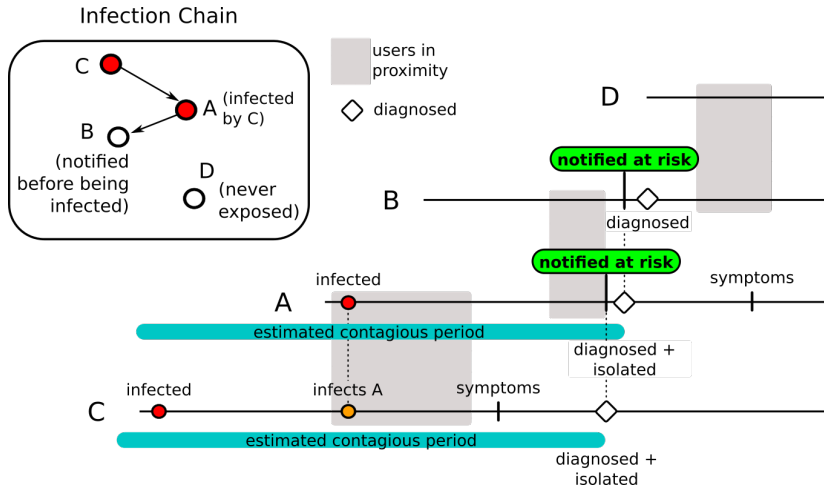 Infection Chain
C
A
(infected
by C)
B
(notified
before being
infected)
D
(never
exposed)
users in
proximity
diagnosed
D
notified at risk
B
diagnosed
notified at risk
A
infected
symptoms
estimated contagious period
diagnosed +
isolated
C
infected
infects A
symptoms
estimated contagious period
diagnosed +
isolated